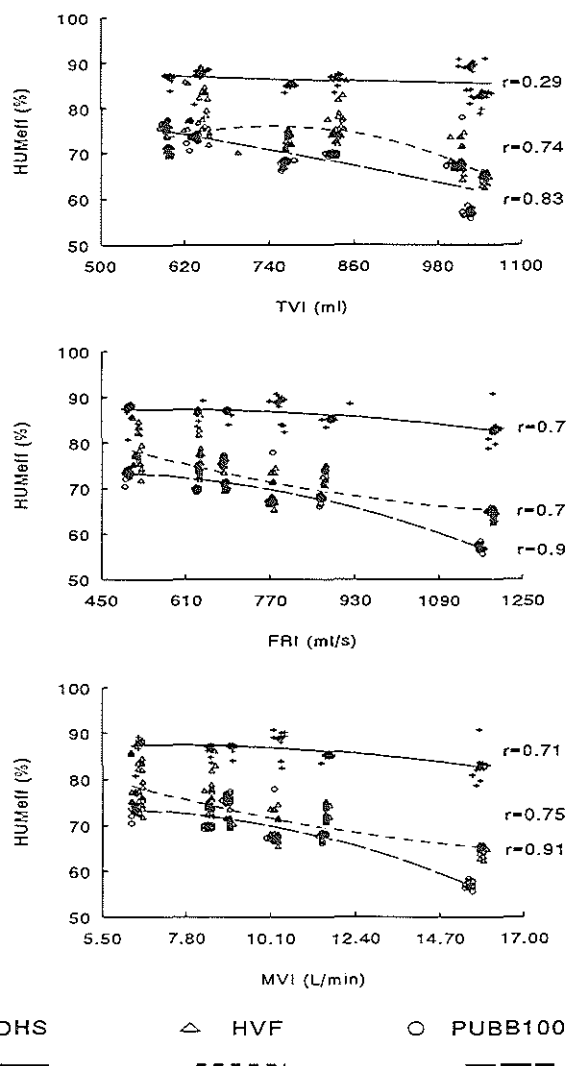 100
90
80
70
60
50
HUMeff (%)
r=0.29
r=0.74
r=0.83
500 620 740 860 980 1100
TVI (ml)
100
90
80
70
60
50
HUMeff (%)
r=0.7
r=0.7
r=0.9
450 610 770 930 1090 1250
FRI (ml/s)
100
90
80
70
60
50
HUMeff (%)
r=0.71
r=0.75
r=0.91
5.50 7.80 10.10 12.40 14.70 17.00
MVI (L/min)
DHS HVF PUBB100